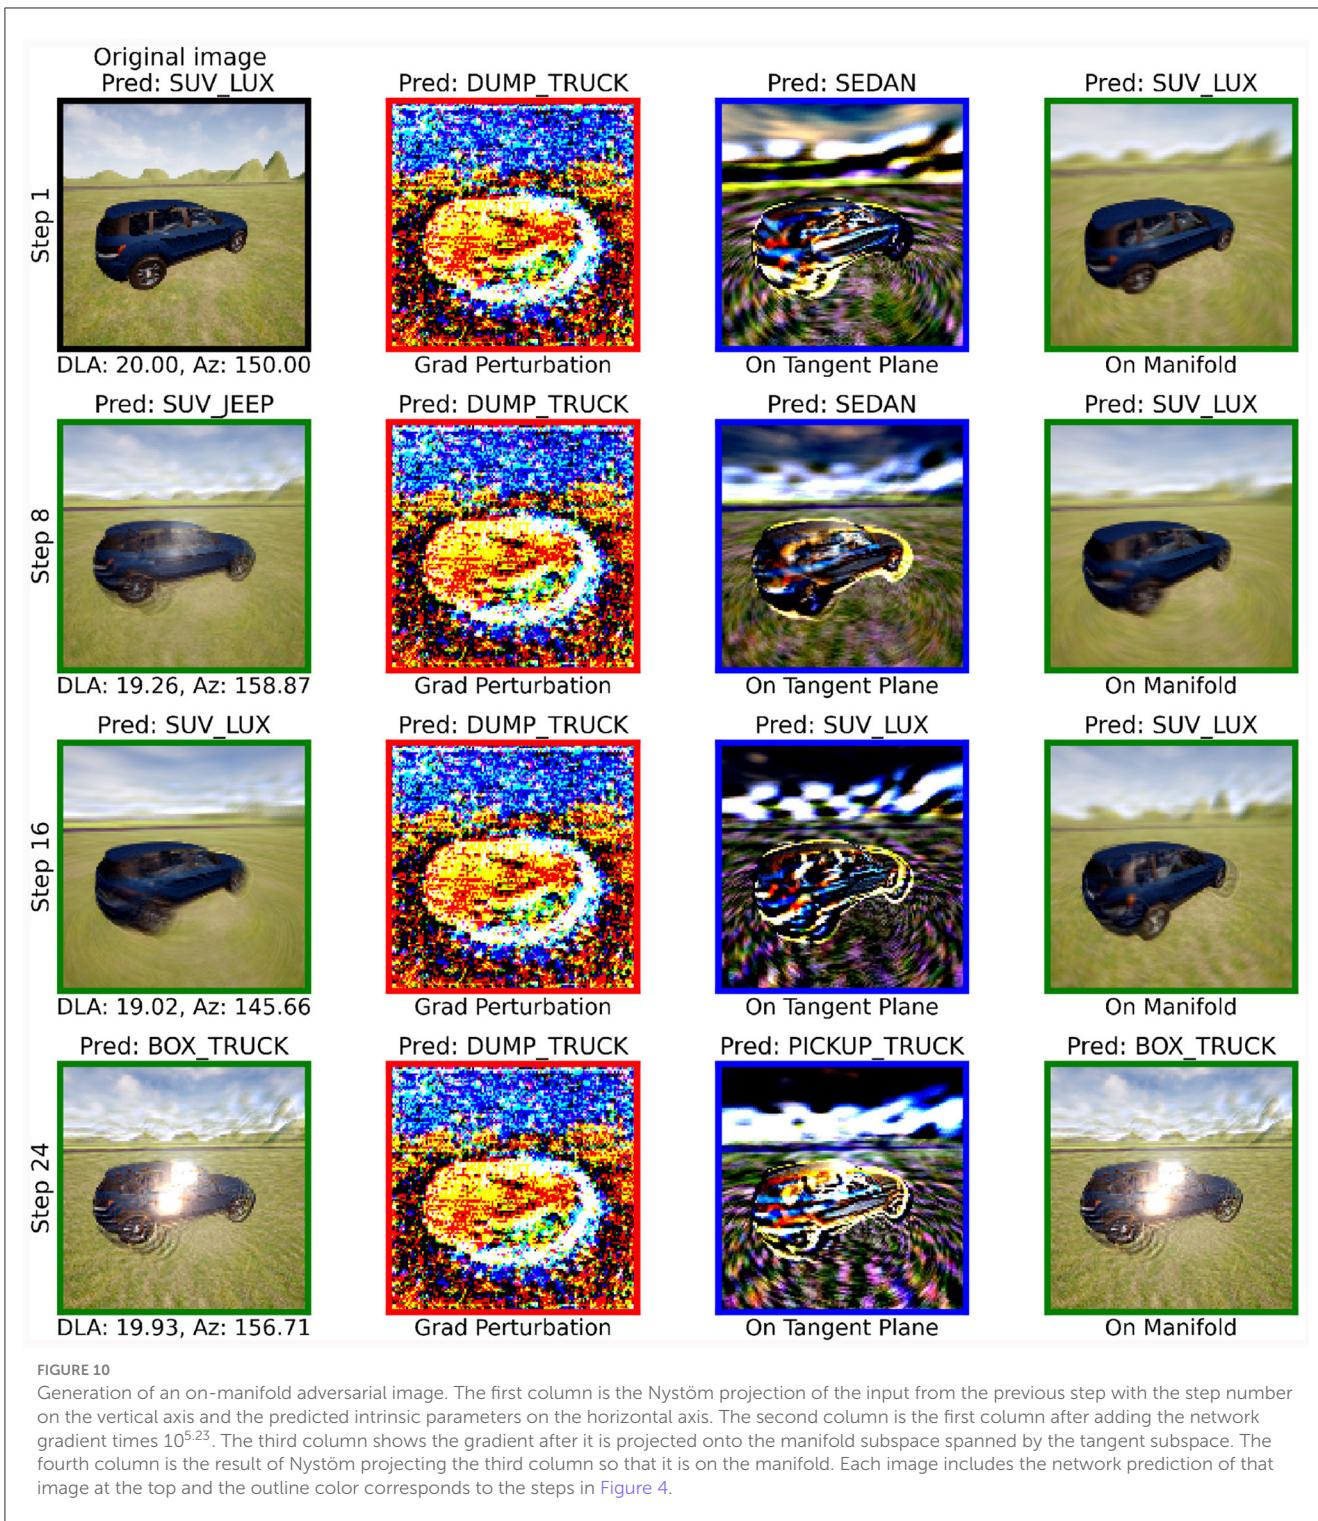 Original image
Pred: SUV_LUX
Pred: DUMP_TRUCK
Pred: SEDAN
Pred: SUV_LUX
Step 1
DLA: 20.00, Az: 150.00
Grad Perturbation
On Tangent Plane
On Manifold
Pred: SUV_JEEP
Pred: DUMP_TRUCK
Pred: SEDAN
Pred: SUV_LUX
Step 8
DLA: 19.26, Az: 158.87
Grad Perturbation
On Tangent Plane
On Manifold
Pred: SUV_LUX
Pred: DUMP_TRUCK
Pred: SUV_LUX
Pred: SUV_LUX
Step 16
DLA: 19.02, Az: 145.66
Grad Perturbation
On Tangent Plane
On Manifold
Pred: BOX_TRUCK
Pred: DUMP_TRUCK
Pred: PICKUP_TRUCK
Pred: BOX_TRUCK
Step 24
DLA: 19.93, Az: 156.71
Grad Perturbation
On Tangent Plane
On Manifold
FIGURE 10
Generation of an on-manifold adversarial image. The first column is the Nystöm projection of the input from the previous step with the step number
on the vertical axis and the predicted intrinsic parameters on the horizontal axis. The second column is the first column after adding the network
gradient times 10^5.23. The third column shows the gradient after it is projected onto the manifold subspace spanned by the tangent subspace. The
fourth column is the result of Nystöm projecting the third column so that it is on the manifold. Each image includes the network prediction of that
image at the top and the outline color corresponds to the steps in Figure 4.